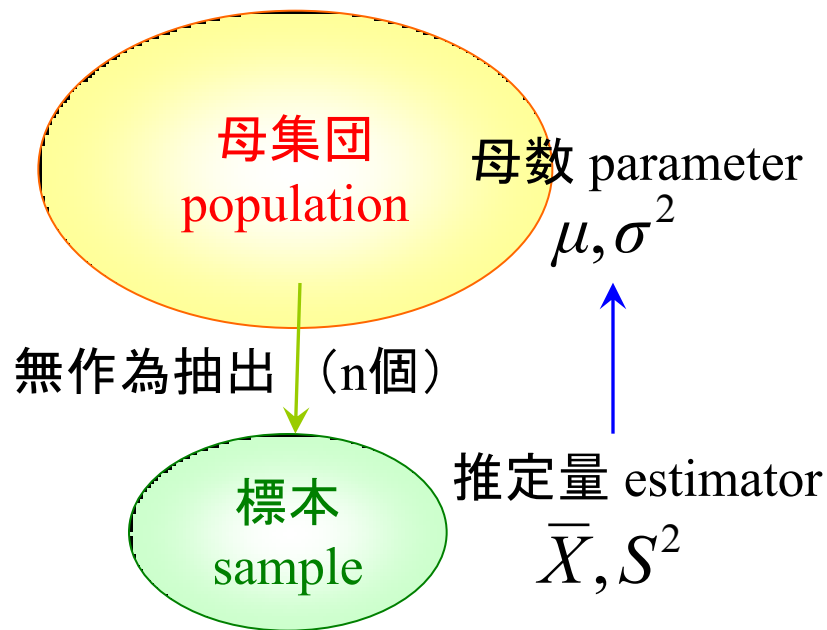 母集団
population
母数 parameter
μ,σ²
無作為抽出 （n個）
標本
sample
推定量 estimator
X̄,S²